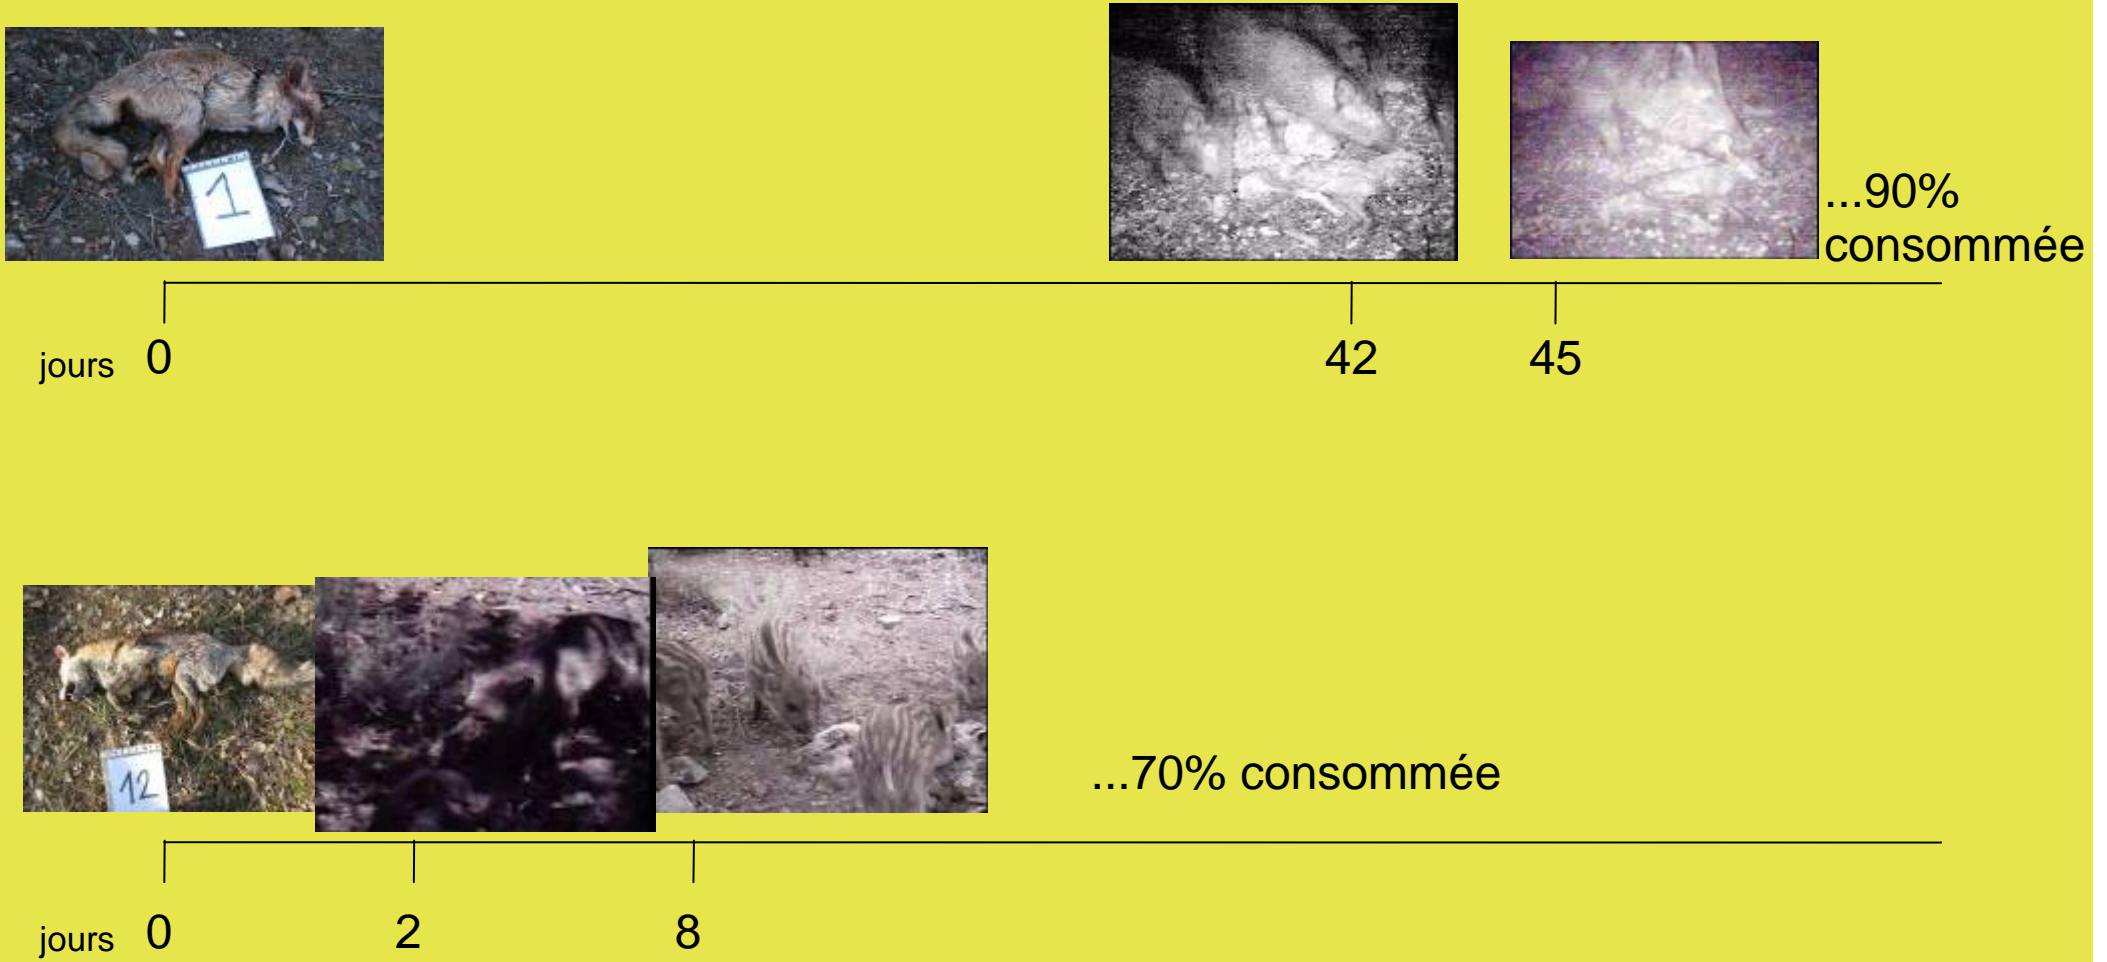 1
...90%
consommée
jours 0 42 45
12
...70% consommée
jours 0 2 8